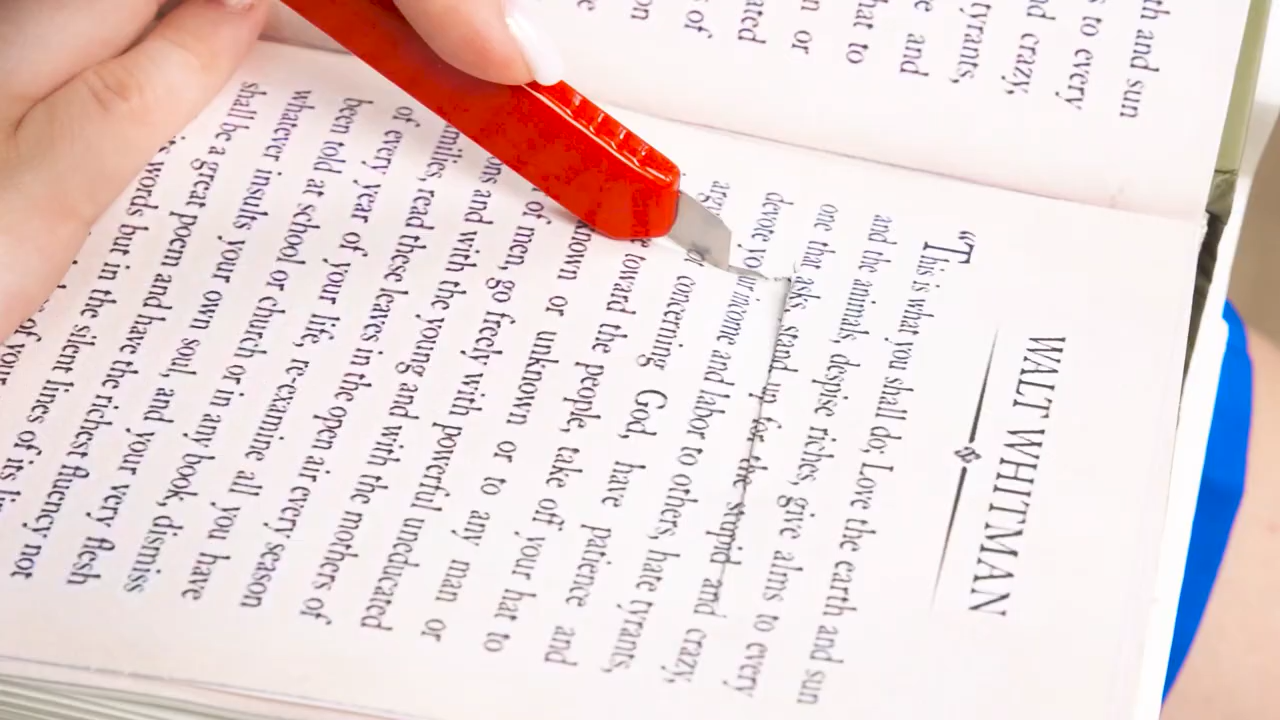 and sun
to every
crazy,
tyrants,
and
to
or
of
WALT WHITMAN
“This is what you shall do; Love the earth and sun
and the animals, despise riches, give alms to every
one that asks, stand up for the stupid and crazy,
devote your income and labor to others, hate tyrants,
concerning God, have patience and
toward the people, take off your hat to
known or unknown or to any man or
of men, go freely with powerful uneducated
and with the young and with the mothers of
read these leaves in the open air every season
of every year of your life, re-examine all you have
been told at school or church or in any book, dismiss
whatever insults your own soul, and your very flesh
shall be a great poem and have the richest fluency not
words but in the silent lines of its
of your